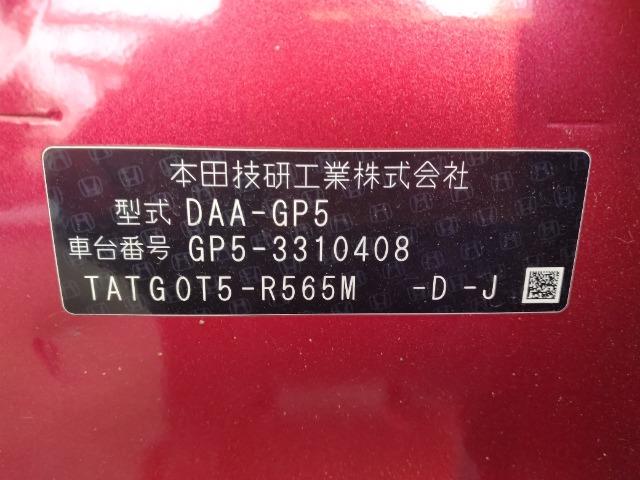 本田技研工業株式会社
型式 DAA-GP5
車台番号 GP5-3310408
TATG0T5-R565M -D -J